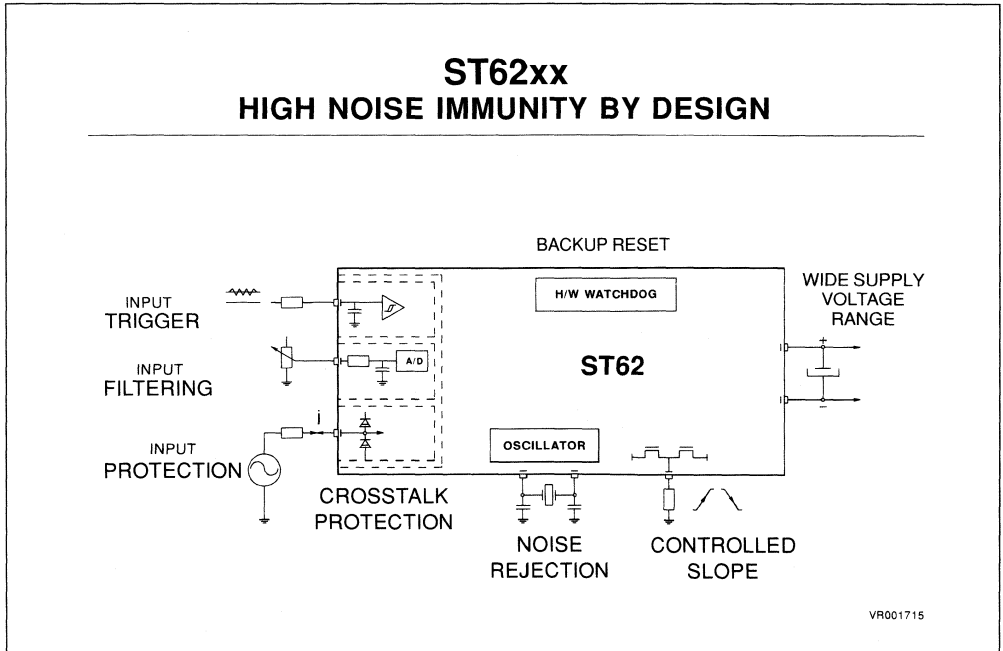 ST62xx
HIGH NOISE IMMUNITY BY DESIGN
BACKUP RESET
H/W WATCHDOG
WIDE SUPPLY
VOLTAGE
RANGE
INPUT
TRIGGER
INPUT
FILTERING
A/D
ST62
+
-
i
INPUT
PROTECTION
OSCILLATOR
CROSSTALK
PROTECTION
NOISE
REJECTION
CONTROLLED
SLOPE
VR001715